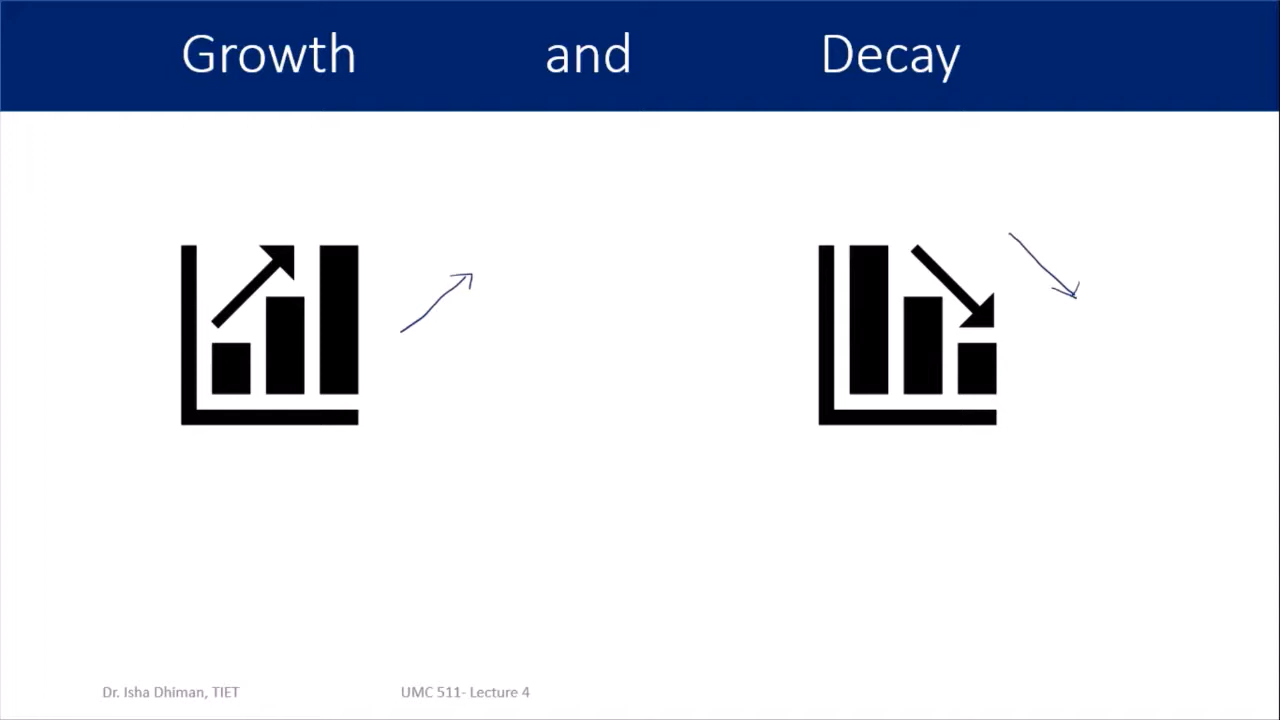 Growth and Decay
Dr. Isha Dhiman, TIET UMC 511- Lecture 4